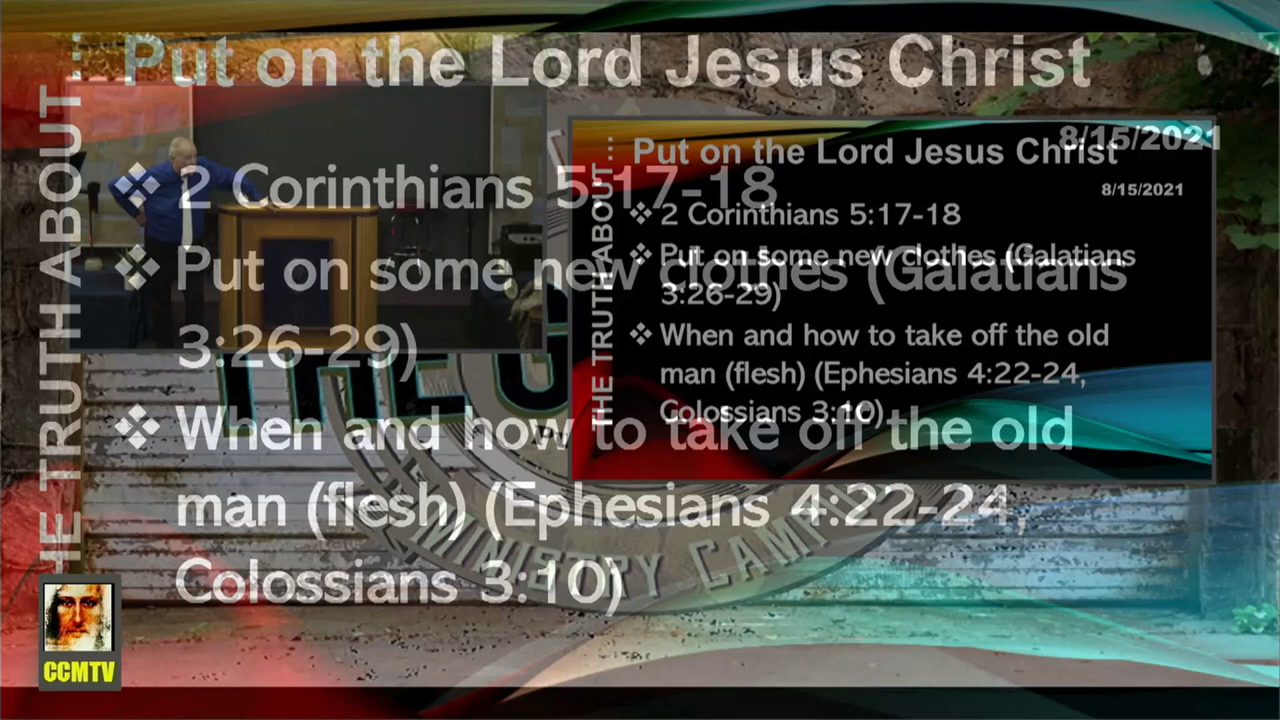 Put on the Lord Jesus Christ
8/15/2021
THE TRUTH ABOUT...
2 Corinthians 5:17-18
Put on some new clothes (Galatians
3:26-29)
When and how to take off the old
man (flesh) (Ephesians 4:22-24,
Colossians 3:10)
Put on the Lord Jesus Christ
8/15/2021
THE TRUTH ABOUT...
2 Corinthians 5:17-18
Put on some new clothes (Galatians
3:26-29)
When and how to take off the old
man (flesh) (Ephesians 4:22-24,
Colossians 3:10)
THE
MINISTRY CAMP
CCMTV